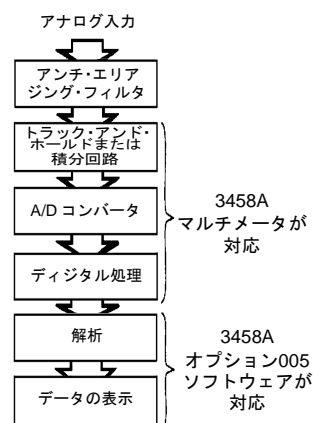 アナログ入力
アンチ・エリア
ジング・フィルタ
トラック・アンド・
ホールドまたは
積分回路
A/D コンバータ
ディジタル処理
3458A
マルチメータが
対応
解析
データの表示
3458A
オプション005
ソフトウェアが
対応